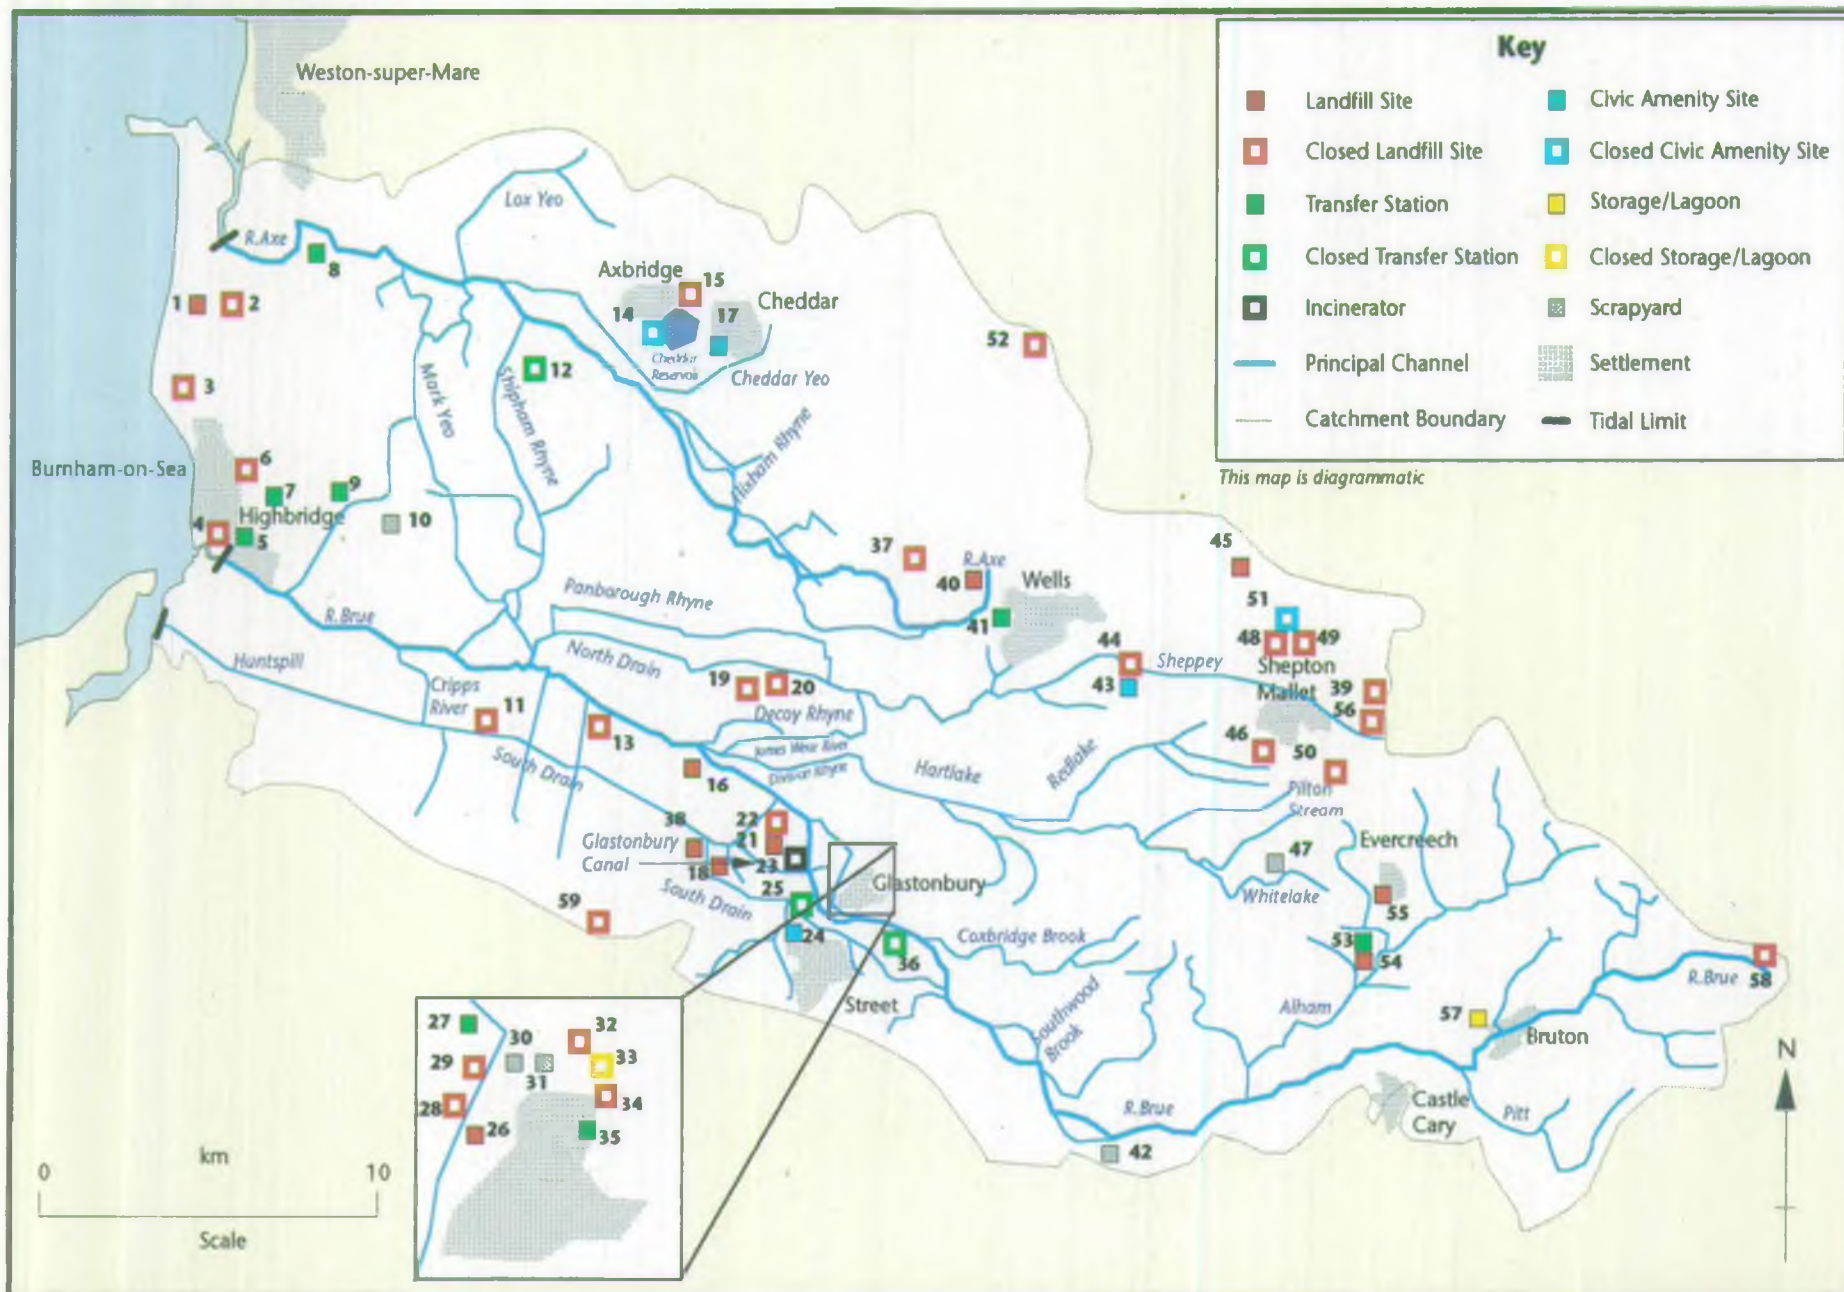 Key
Landfill Site
Civic Amenity Site
Closed Landfill Site
Closed Civic Amenity Site
Transfer Station
Storage/Lagoon
Closed Transfer Station
Closed Storage/Lagoon
Incinerator
Scrapyard
Principal Channel
Settlement
Catchment Boundary
Tidal Limit
This map is diagrammatic
Weston-super-Mare
Lox Yeo
R.Axe
8
Axbridge
15
Cheddar
1
2
14
17
52
Cheddar
Reservoir
12
Cheddar Yeo
3
Mark Yeo
Shipham Rhyne
Hixham Rhyne
Burnham-on-Sea
6
7
9
Highbridge
10
4
5
37
R.Axe
40
Wells
45
Panborough Rhyne
41
51
R.Brue
44
48
49
Huntspill
North Drain
Sheppey
Shepton
Mallet
Cripps
River
19
20
43
39
11
Decoy Rhyne
56
13
James Wear River
46
50
South Drain
Division Rhyne
Hartlake
Redlake
16
Pilton
Stream
38
22
Glastonbury
Canal
21
Evercreech
18
23
47
25
Glastonbury
Whitelake
South Drain
55
59
24
Coxbridge Brook
53
36
54
58
R.Brue
Street
Southwood
Brook
Alham
57
Bruton
27
30
32
29
31
33
28
34
26
35
R.Brue
Castle
Cary
Pitt
42
N
km
0
10
Scale